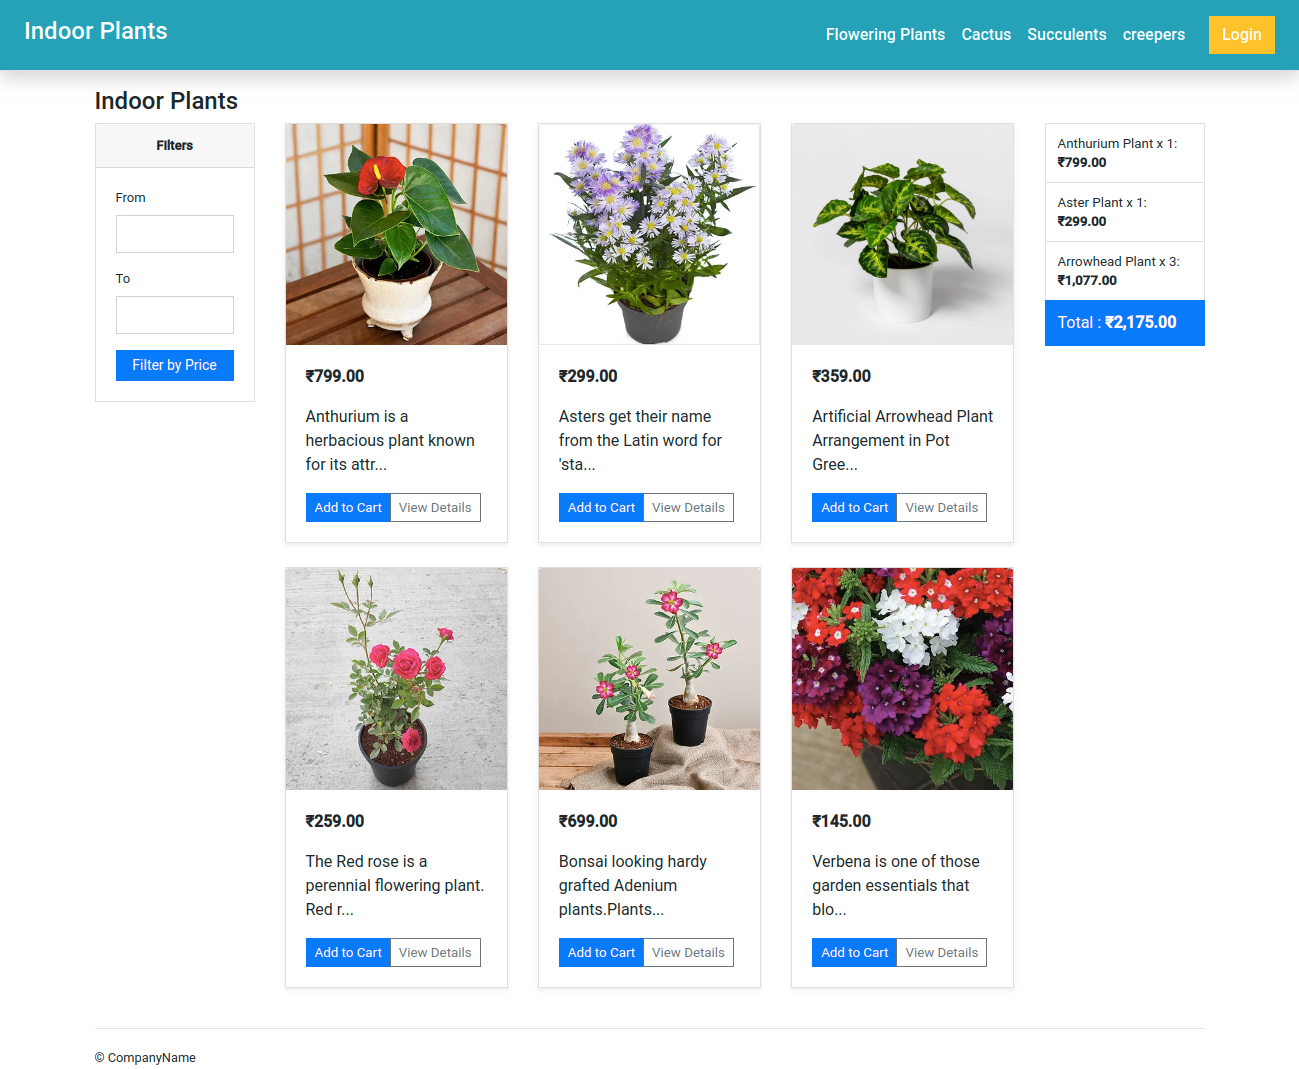 Indoor Plants
Flowering Plants
Cactus
Succulents
creepers
Login
Indoor Plants
Filters
From
To
Filter by Price
₹799.00
Anthurium is a
herbacious plant known
for its attr...
Add to Cart
View Details
₹299.00
Asters get their name
from the Latin word for
'sta...
Add to Cart
View Details
₹359.00
Artificial Arrowhead Plant
Arrangement in Pot
Gree...
Add to Cart
View Details
Anthurium Plant x 1:
₹799.00
Aster Plant x 1:
₹299.00
Arrowhead Plant x 3:
₹1,077.00
Total : ₹2,175.00
₹259.00
The Red rose is a
perennial flowering plant.
Red r...
Add to Cart
View Details
₹699.00
Bonsai looking hardy
grafted Adenium
plants.Plants...
Add to Cart
View Details
₹145.00
Verbena is one of those
garden essentials that
blo...
Add to Cart
View Details
© CompanyName